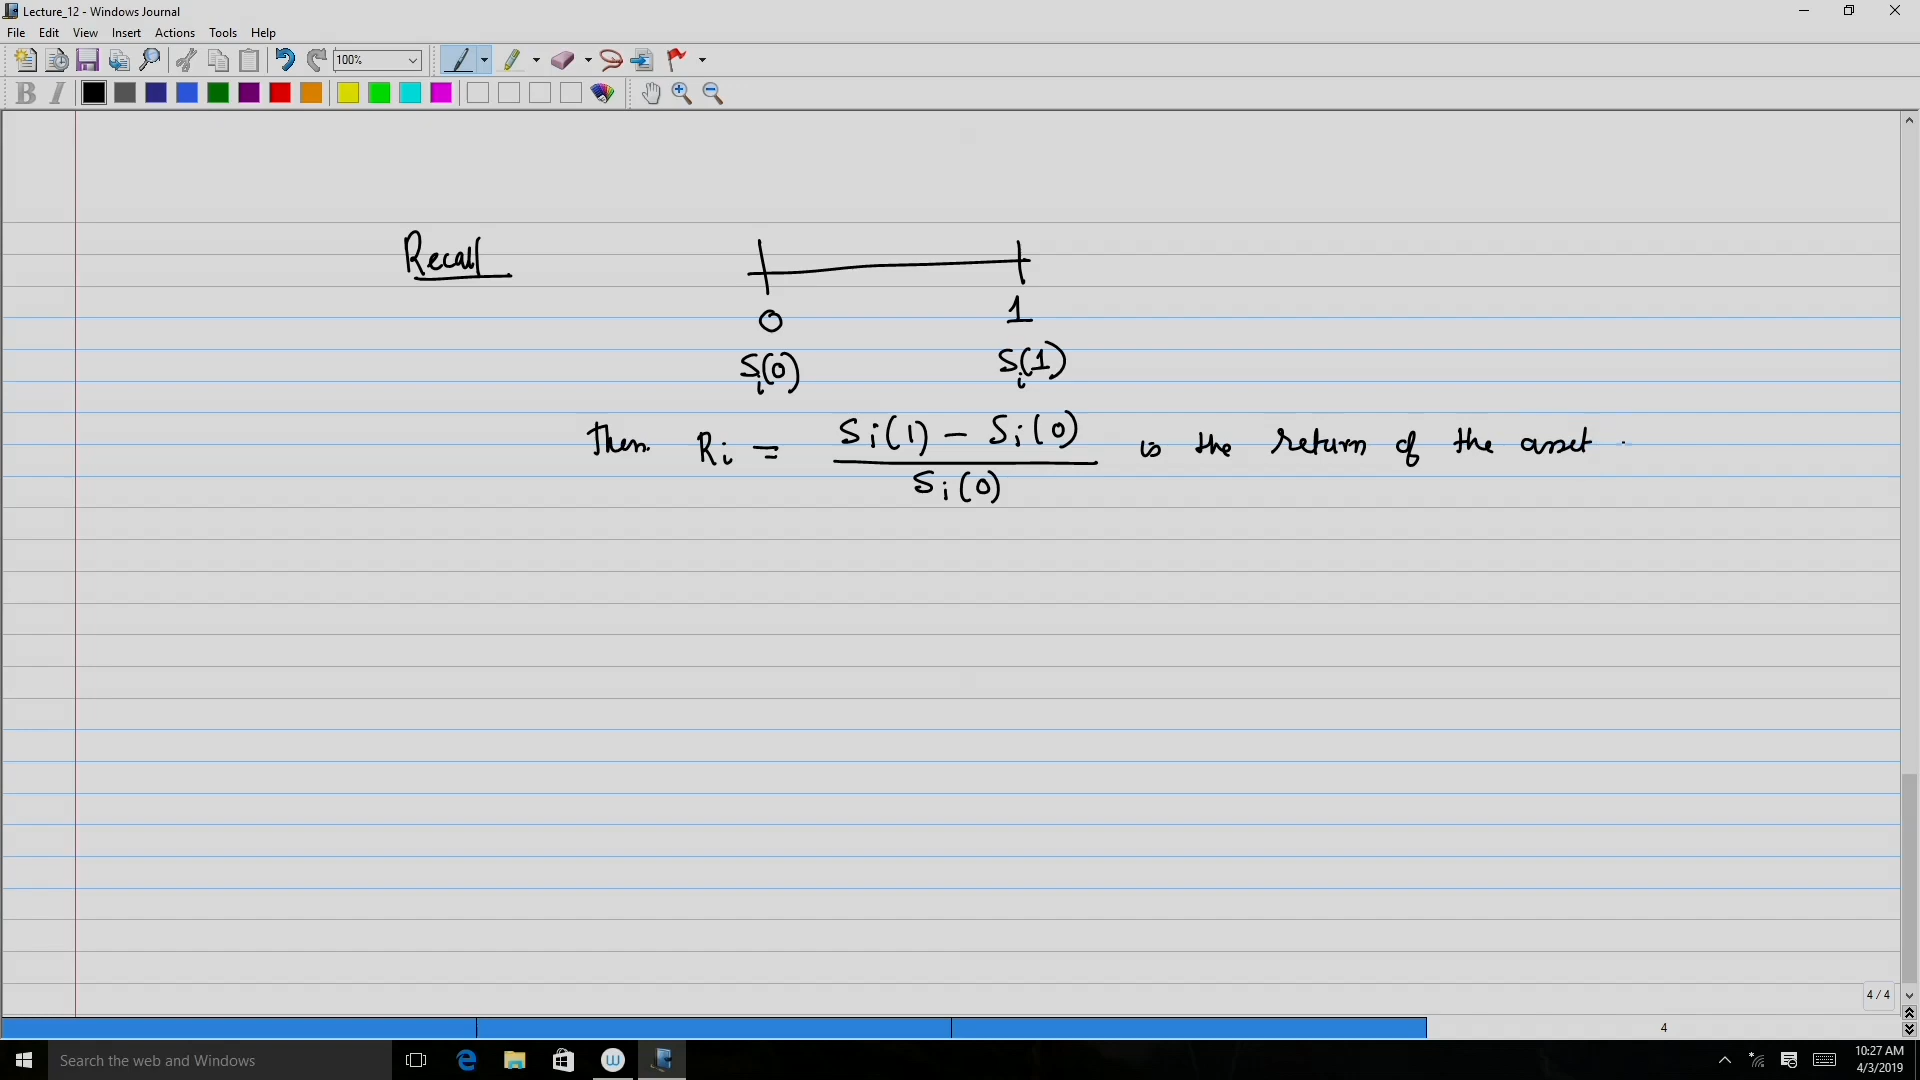 Lecture_12 - Windows Journal
File Edit View Insert Actions Tools Help
100%
B I
Recall
0 1
Si(0) Si(1)
Then Ri = Si(1) - Si(0) is the return of the asset.
Si(0)
4 / 4
4
Search the web and Windows
10:27 AM
4/3/2019